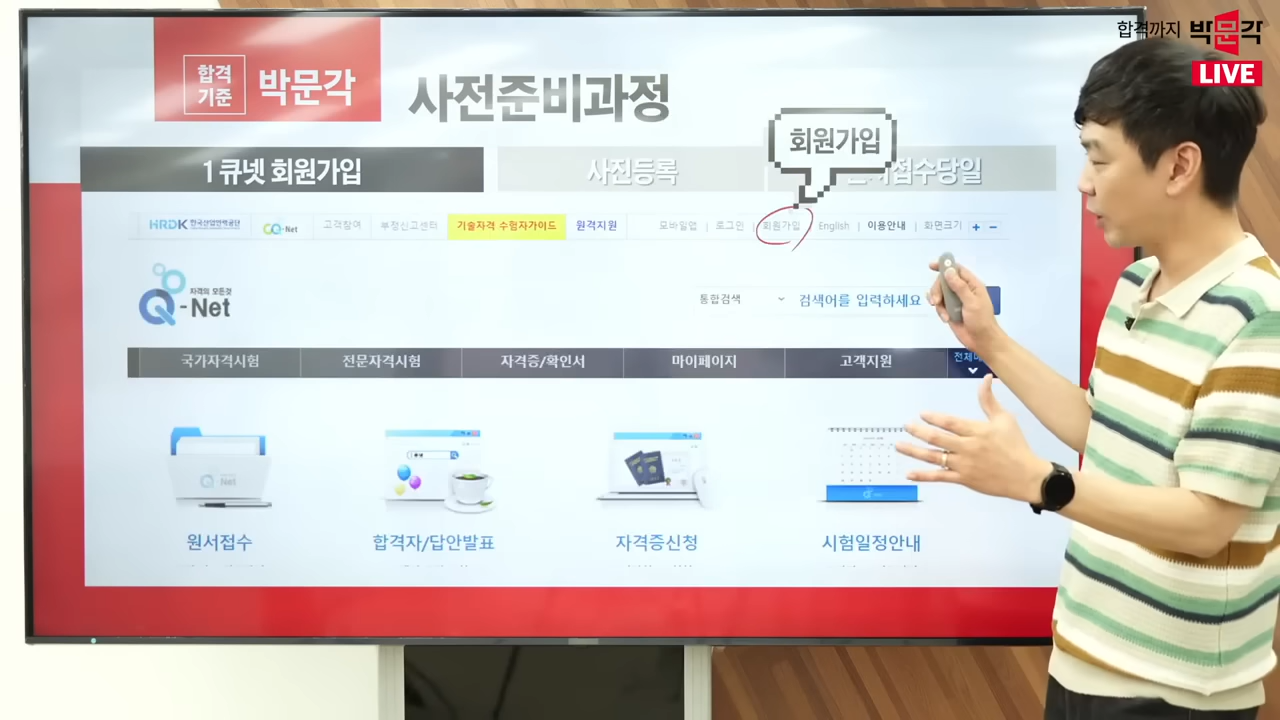 합격까지 박문각
LIVE
합격
기준
박문각
사전준비과정
회원가입
1 큐넷 회원가입
사진등록
접수당일
HRDK 한국산업인력공단
Q-Net
고객참여
부정신고센터
기술자격 수험자가이드
원격지원
모바일앱 | 로그인 | 회원가입 | English | 이용안내 | 화면크기 + −
자격의 모든것
Q-Net
통합검색
검색어를 입력하세요
국가자격시험
전문자격시험
자격증/확인서
마이페이지
고객지원
Q Net
원서접수
합격자/답안발표
자격증신청
시험일정안내